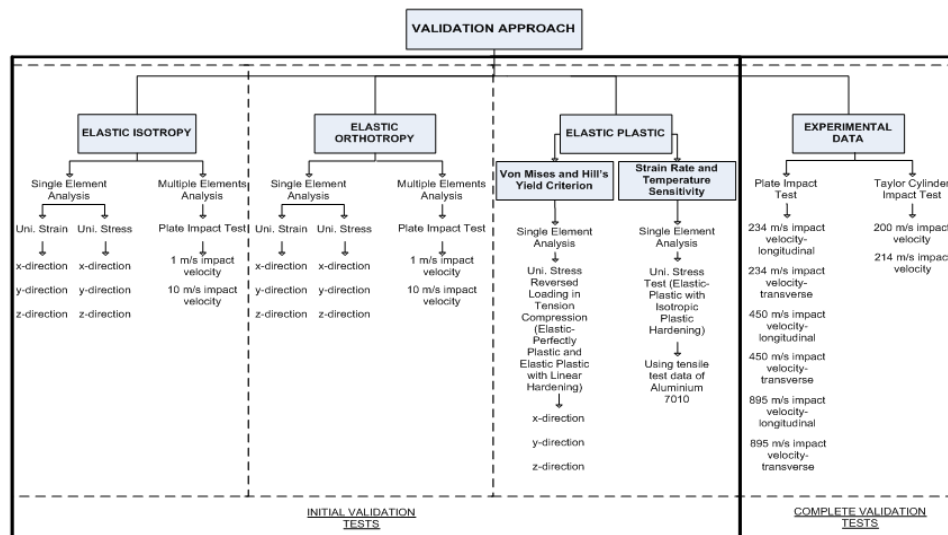 VALIDATION APPROACH
ELASTIC ISOTROPY
Single Element
Analysis
Uni. Strain
x-direction
y-direction
z-direction
Uni. Stress
x-direction
y-direction
z-direction
Multiple Elements
Analysis
Plate Impact Test
1 m/s impact
velocity
10 m/s impact
velocity
ELASTIC
ORTHOTROPY
Single Element
Analysis
Uni. Strain
x-direction
y-direction
z-direction
Uni. Stress
x-direction
y-direction
z-direction
Multiple Elements
Analysis
Plate Impact Test
1 m/s impact
velocity
10 m/s impact
velocity
ELASTIC PLASTIC
Von Mises and Hill's
Yield Criterion
Single Element
Analysis
Uni. Stress
Reversed
Loading in
Tension
Compression
(Elastic-
Perfectly
Plastic and
Elastic Plastic
with Linear
Hardening)
x-direction
y-direction
z-direction
Strain Rate and
Temperature
Sensitivity
Single Element
Analysis
Uni. Stress
Test (Elastic-
Plastic with
Isotropic
Plastic
Hardening)
Using tensile
test data of
Aluminium
7010
EXPERIMENTAL
DATA
Plate Impact
Test
234 m/s impact
velocity-
longitudinal
234 m/s impact
velocity-
transverse
450 m/s impact
velocity-
longitudinal
450 m/s impact
velocity-
transverse
895 m/s impact
velocity-
longitudinal
895 m/s impact
velocity-
transverse
Taylor Cylinder
Impact Test
200 m/s impact
velocity
214 m/s impact
velocity
INITIAL VALIDATION
TESTS
COMPLETE VALIDATION
TESTS